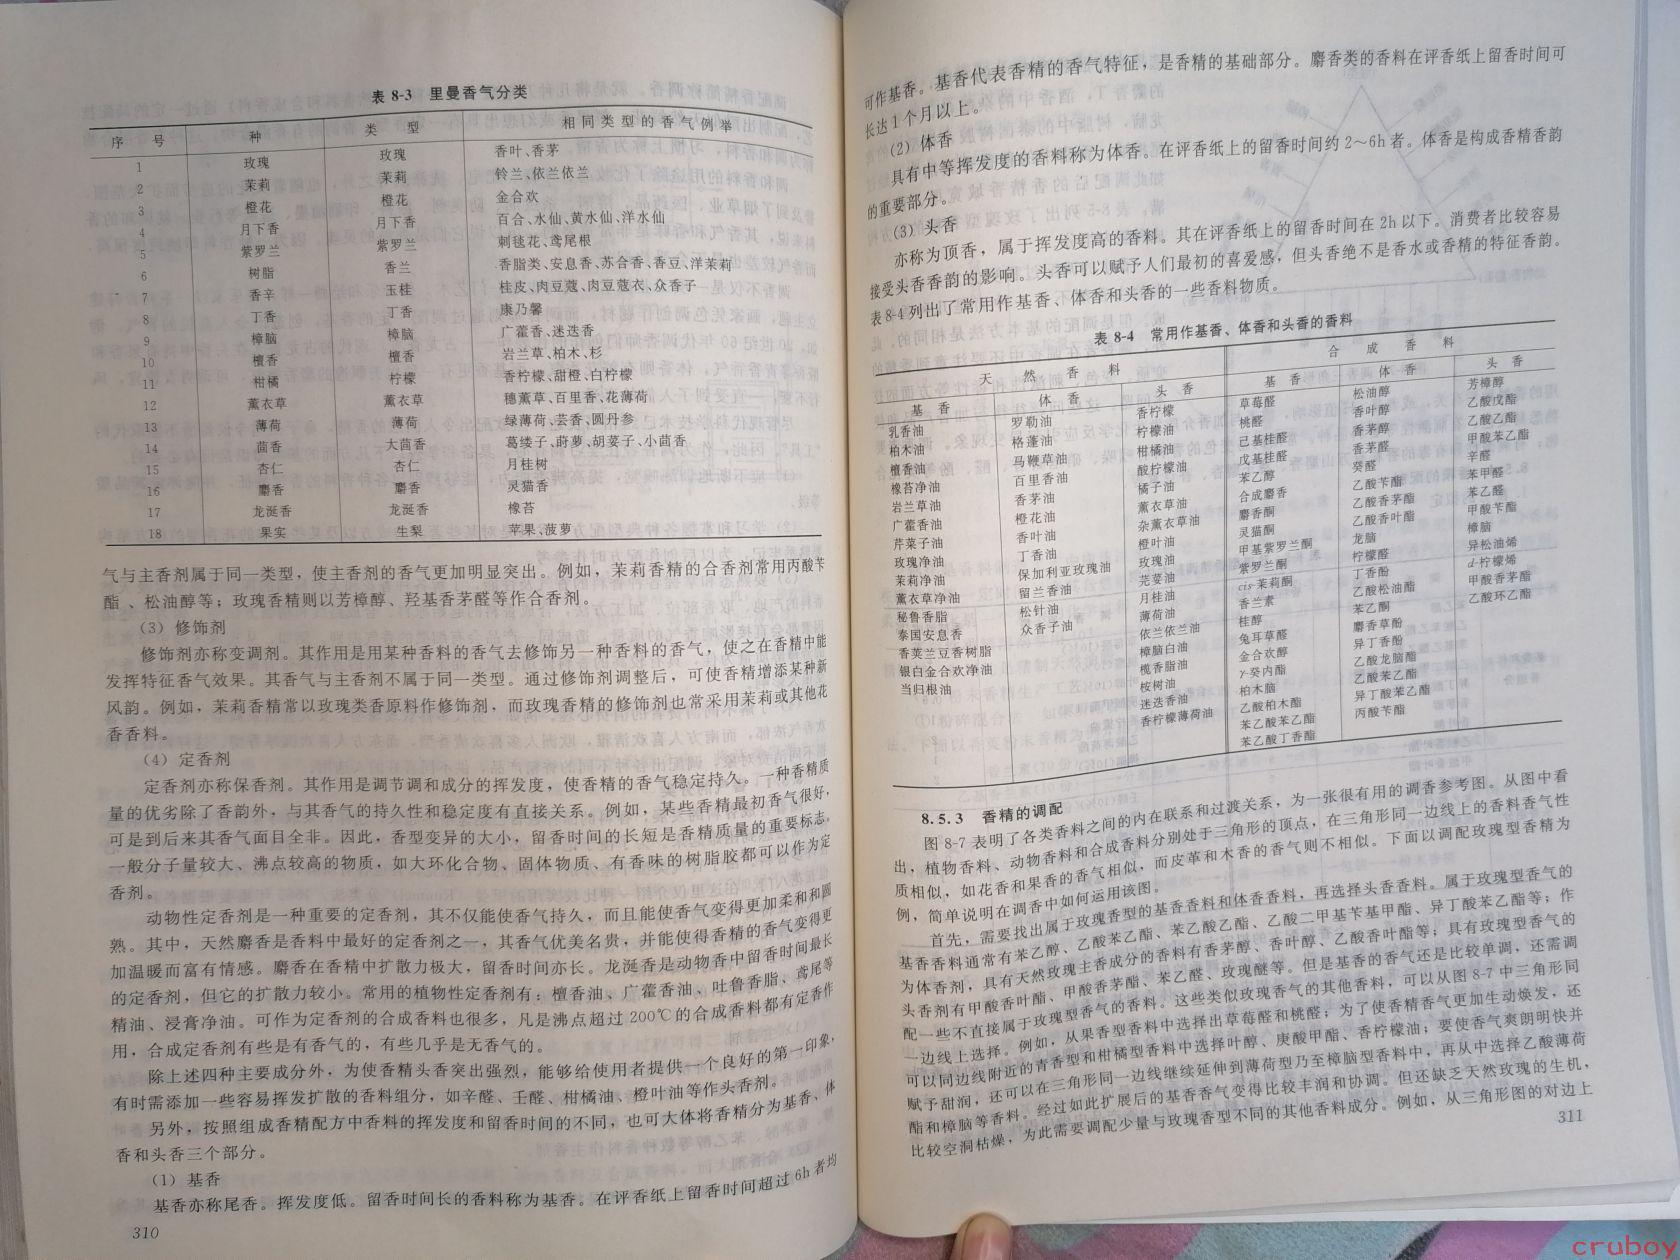 表 8-3 里曼香气分类
序 号 种 类 型 相同类型的香气例举
1 玫瑰 玫瑰 香叶、香茅
2 茉莉 茉莉 铃兰、依兰依兰
3 橙花 橙花 金合欢
4 月下香 月下香 百合、水仙、黄水仙、洋水仙
5 紫罗兰 紫罗兰 刺毯花、鸢尾根
6 树脂 香兰 香脂类、安息香、苏合香、香豆、洋茉莉
7 香辛 玉桂 桂皮、肉豆蔻、肉豆蔻衣、众香子
8 丁香 丁香 康乃馨
9 樟脑 樟脑 广藿香、迷迭香
10 檀香 檀香 岩兰草、柏木、杉
11 柑橘 柠檬 香柠檬、甜橙、白柠檬
12 薰衣草 薰衣草 穗薰草、百里香、花薄荷
13 薄荷 薄荷 绿薄荷、芸香、圆丹参
14 茴香 大茴香 葛缕子、莳萝、胡荽子、小茴香
15 杏仁 杏仁 月桂树
16 麝香 麝香 灵猫香
17 龙涎香 龙涎香 橡苔
18 果实 生梨 苹果、菠萝
气与主香剂属于同一类型，使主香剂的香气更加明显突出。例如，茉莉香精的合香剂常用丙酸苄
酯、松油醇等；玫瑰香精则以芳樟醇、羟基香茅醛等作合香剂。
（3）修饰剂
修饰剂亦称变调剂。其作用是用某种香料的香气去修饰另一种香料的香气，使之在香精中能
发挥特征香气效果。其香气与主香剂不属于同一类型。通过修饰剂调整后，可使香精增添某种新
风韵。例如，茉莉香精常以玫瑰类香原料作修饰剂，而玫瑰香精的修饰剂也常采用茉莉或其他花
香香料。
（4）定香剂
定香剂亦称保香剂。其作用是调节调和成分的挥发度，使香精的香气稳定持久。一种香精质
量的优劣除了香韵外，与其香气的持久性和稳定度有直接关系。例如，某些香精最初香气很好，
可是到后来其香气面目全非。因此，香型变异的大小，留香时间的长短是香精质量的重要标志。
一般分子量较大、沸点较高的物质，如大环化合物、固体物质、有香味的树脂胶都可以作为定
香剂。
动物性定香剂是一种重要的定香剂，其不仅能使香气持久，而且能使香气变得更加柔和和圆
熟。其中，天然麝香是香料中最好的定香剂之一，其香气优美名贵，并能使得香精的香气变得更
加温暖而富有情感。麝香在香精中扩散力极大，留香时间亦长。龙涎香是动物香中留香时间最长
的定香剂，但它的扩散力较小。常用的植物性定香剂有：檀香油、广藿香油、吐鲁香脂、鸢尾等
精油、浸膏净油。可作为定香剂的合成香料也很多，凡是沸点超过 200℃的合成香料都有定香作
用，合成定香剂有些是有香气的，有些几乎是无香气的。
除上述四种主要成分外，为使香精头香突出强烈，能够给使用者提供一个良好的第一印象，
有时需添加一些容易挥发扩散的香料组分，如辛醛、壬醛、柑橘油、橙叶油等作头香剂。
另外，按照组成香精配方中香料的挥发度和留香时间的不同，也可大体将香精分为基香、体
香和头香三个部分。
（1）基香
基香亦称尾香。挥发度低。留香时间长的香料称为基香。在评香纸上留香时间超过 6h 者均
310
可作基香。基香代表香精的香气特征，是香精的基础部分。麝香类的香料在评香纸上留香时间可
长达 1 个月以上。
（2）体香
具有中等挥发度的香料称为体香。在评香纸上的留香时间约 2～6h 者。体香是构成香精香韵
的重要部分。
（3）头香
亦称为顶香，属于挥发度高的香料。其在评香纸上的留香时间在 2h 以下。消费者比较容易
接受头香香韵的影响。头香可以赋予人们最初的喜爱感，但头香绝不是香水或香精的特征香韵。
表 8-4 列出了常用作基香、体香和头香的一些香料物质。
表 8-4 常用作基香、体香和头香的香料
天 然 香 料 合 成 香 料
基 香 体 香 头 香 基 香 体 香 头 香
乳香油 罗勒油 香柠檬 草莓醛 松油醇 芳樟醇
柏木油 格蓬油 柠檬油 桃醛 香叶醇 乙酸戊酯
檀香油 马鞭草油 柑橘油 己基桂醛 香茅醇 乙酸乙酯
橡苔净油 百里香油 酸柠檬油 戊基桂醛 香茅醛 甲酸苯乙酯
岩兰草油 香茅油 橘子油 苯乙醇 癸醛 辛醛
广藿香油 橙花油 薰衣草油 合成麝香 乙酸苄酯 苯甲醛
芹菜子油 香叶油 杂薰衣草油 麝香酮 乙酸香茅酯 苯乙醛
玫瑰净油 丁香油 橙叶油 灵猫酮 乙酸香叶酯 甲酸苄酯
茉莉净油 保加利亚玫瑰油 玫瑰油 甲基紫罗兰酮 龙脑 樟脑
薰衣草净油 留兰香油 芫荽油 紫罗兰酮 柠檬醛 异松油烯
秘鲁香脂 松针油 月桂油 cis-茉莉酮 丁香酚 d-柠檬烯
泰国安息香 众香子油 薄荷油 香兰素 乙酸松油酯 甲酸香茅酯
香荚兰豆香树脂 依兰依兰油 桂醇 苯乙酮 乙酸环乙酯
银白金合欢净油 樟脑白油 兔耳草醛 麝香草酚
当归根油 榄香脂油 金合欢醇 异丁香酚
桉树油 γ-癸内酯 乙酸龙脑酯
迷迭香油 柏木脑 乙酸苯乙酯
香柠檬薄荷油 乙酸柏木酯 异丁酸苯乙酯
苯乙酸苯乙酯 丙酸苄酯
苯乙酸丁香酯
8.5.3 香精的调配
图 8-7 表明了各类香料之间的内在联系和过渡关系，为一张很有用的调香参考图。从图中看
出，植物香料、动物香料和合成香料分别处于三角形的顶点，在三角形同一边线上的香料香气性
质相似，如花香和果香的香气相似，而皮革和木香的香气则不相似。下面以调配玫瑰型香精为
例，简单说明在调香中如何运用该图。
首先，需要找出属于玫瑰香型的基香香料和体香香料，再选择头香香料。属于玫瑰型香气的
基香香料通常有苯乙醇、乙酸苯乙酯、苯乙酸乙酯、乙酸二甲基苄基甲酯、异丁酸苯乙酯等；作
为体香剂，具有天然玫瑰主香成分的香料有香茅醇、香叶醇、乙酸香叶酯等；具有玫瑰型香气的
头香剂有甲酸香叶酯、甲酸香茅酯、苯乙醛、玫瑰醚等。但是基香的香气还是比较单调，还需调
配一些不直接属于玫瑰型香气的香料。这些类似玫瑰香气的其他香料，可以从图 8-7 中三角形同
一边线上选择。例如，从果香型香料中选择出草莓醛和桃醛；为了使香精香气更加生动焕发，还
可以同边线附近的青香型和柑橘型香料中选择叶醇、庚酸甲酯、香柠檬油；要使香气爽朗明快并
赋予甜润，还可以在三角形同一边线继续延伸到薄荷型乃至樟脑型香料中，再从中选择乙酸薄荷
酯和樟脑等香料。经过如此扩展后的基香香气变得比较丰润和协调。但还缺乏天然玫瑰的生机，
比较空洞枯燥，为此需要调配少量与玫瑰香型不同的其他香料成分。例如，从三角形图的对边上
311
cruboy